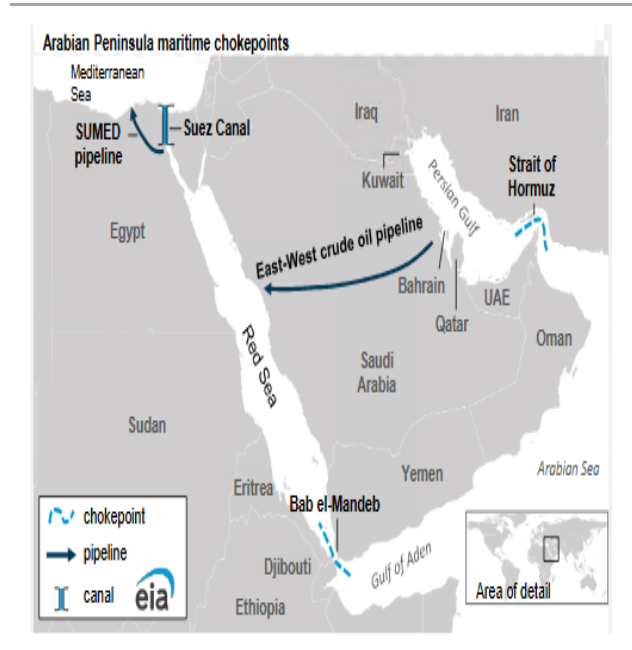 Arabian Peninsula maritime chokepoints
Mediterranean
Sea
SUMED
pipeline
Suez Canal
Iraq
Iran
Kuwait
Persian Gulf
Strait of
Hormuz
Egypt
East-West crude oil pipeline
Bahrain
Qatar
UAE
Oman
Red Sea
Saudi
Arabia
Sudan
Eritrea
Yemen
Arabian Sea
Bab el-Mandeb
Djibouti
Gulf of Aden
Ethiopia
chokepoint
pipeline
canal
eia
Area of detail